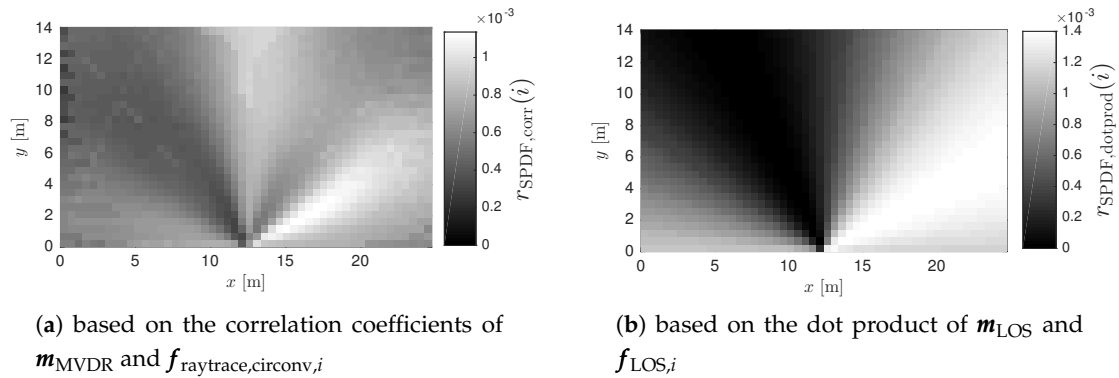 ×10⁻³
14
12
10
8
6
4
2
0
y [m]
0 5 10 15 20
x [m]
1
0.8
0.6
0.4
0.2
0
r_SPDF,corr(i)
(a) based on the correlation coefficients of
m_MVDR and f_raytrace,circonv,i
×10⁻³
14
12
10
8
6
4
2
0
y [m]
0 5 10 15 20
x [m]
1.4
1.2
1
0.8
0.6
0.4
0.2
0
r_SPDF,dotprod(i)
(b) based on the dot product of m_LOS and
f_LOS,i